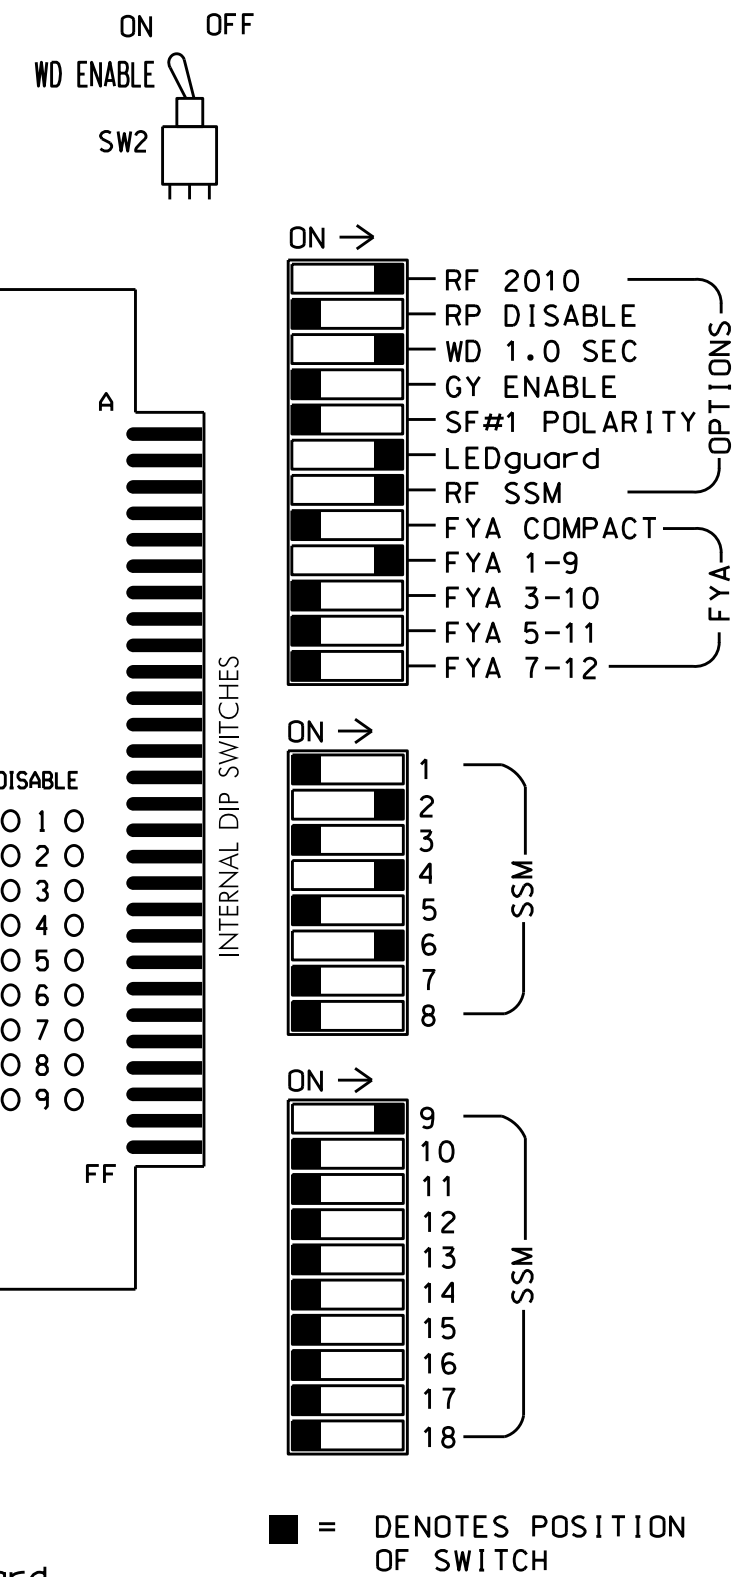 ON OFF
WD ENABLE
SW2
ON
RF 2010
RP DISABLE
WD 1.0 SEC
GY ENABLE
SF#1 POLARITY
LEDguard
RF SSM
OPTIONS
FYA COMPACT
FYA 1-9
FYA 3-10
FYA 5-11
FYA 7-12
FYA
A
FF
INTERNAL DIP SWITCHES
DISABLE
1
2
3
4
5
6
7
8
9
ON
1
2
3
4
5
6
7
8
SSM
ON
9
10
11
12
13
14
15
16
17
18
SSM
= DENOTES POSITION
OF SWITCH